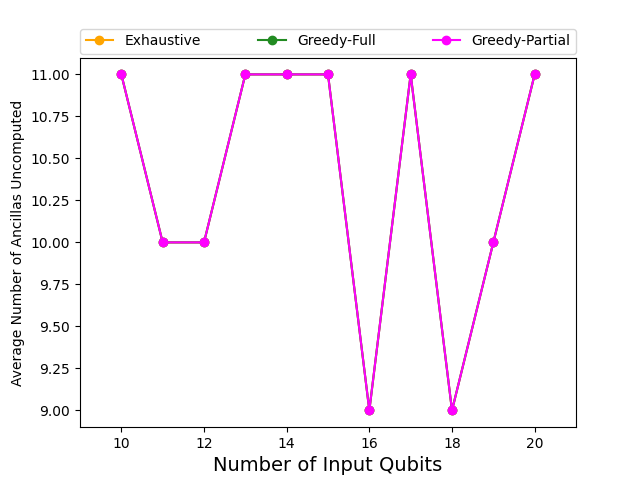 Exhaustive Greedy-Full Greedy-Partial
Average Number of Ancillas Uncomputed
11.00
10.75
10.50
10.25
10.00
9.75
9.50
9.25
9.00
10 12 14 16 18 20
Number of Input Qubits